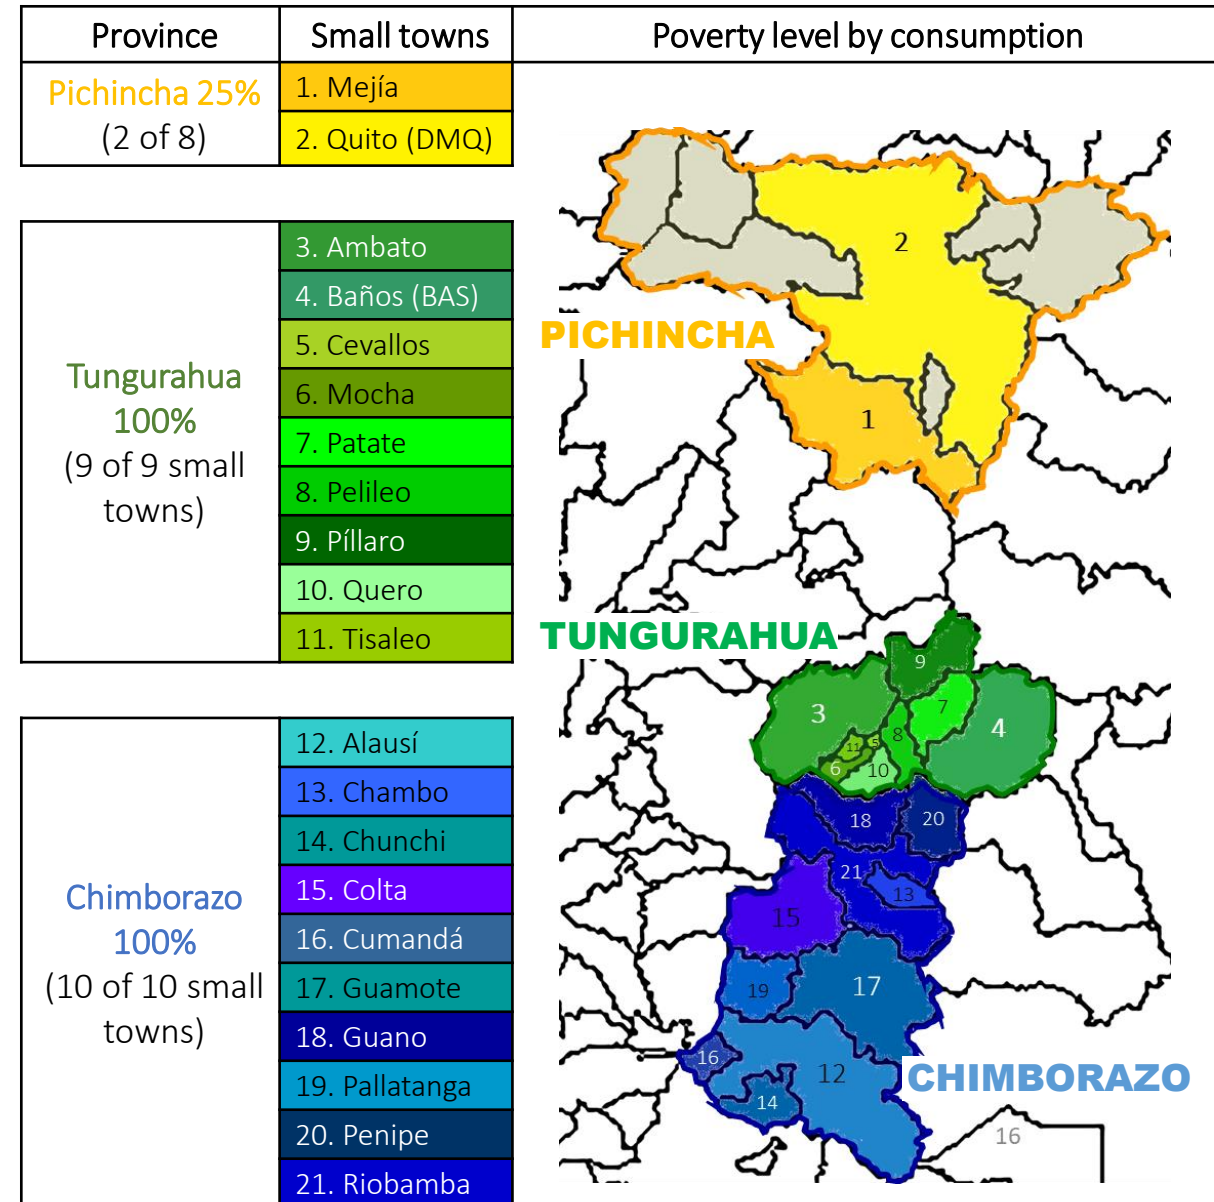 Province
Small towns
Poverty level by consumption
Pichincha 25%
(2 of 8)
1. Mejía
2. Quito (DMQ)
Tungurahua
100%
(9 of 9 small
towns)
3. Ambato
4. Baños (BAS)
5. Cevallos
6. Mocha
7. Patate
8. Pelileo
9. Píllaro
10. Quero
11. Tisaleo
Chimborazo
100%
(10 of 10 small
towns)
12. Alausí
13. Chambo
14. Chunchi
15. Colta
16. Cumandá
17. Guamote
18. Guano
19. Pallatanga
20. Penipe
21. Riobamba
2
PICHINCHA
1
TUNGURAHUA
9
3
7
4
8
5
11
6
10
18
20
21
13
15
19
17
16
12
CHIMBORAZO
14
16